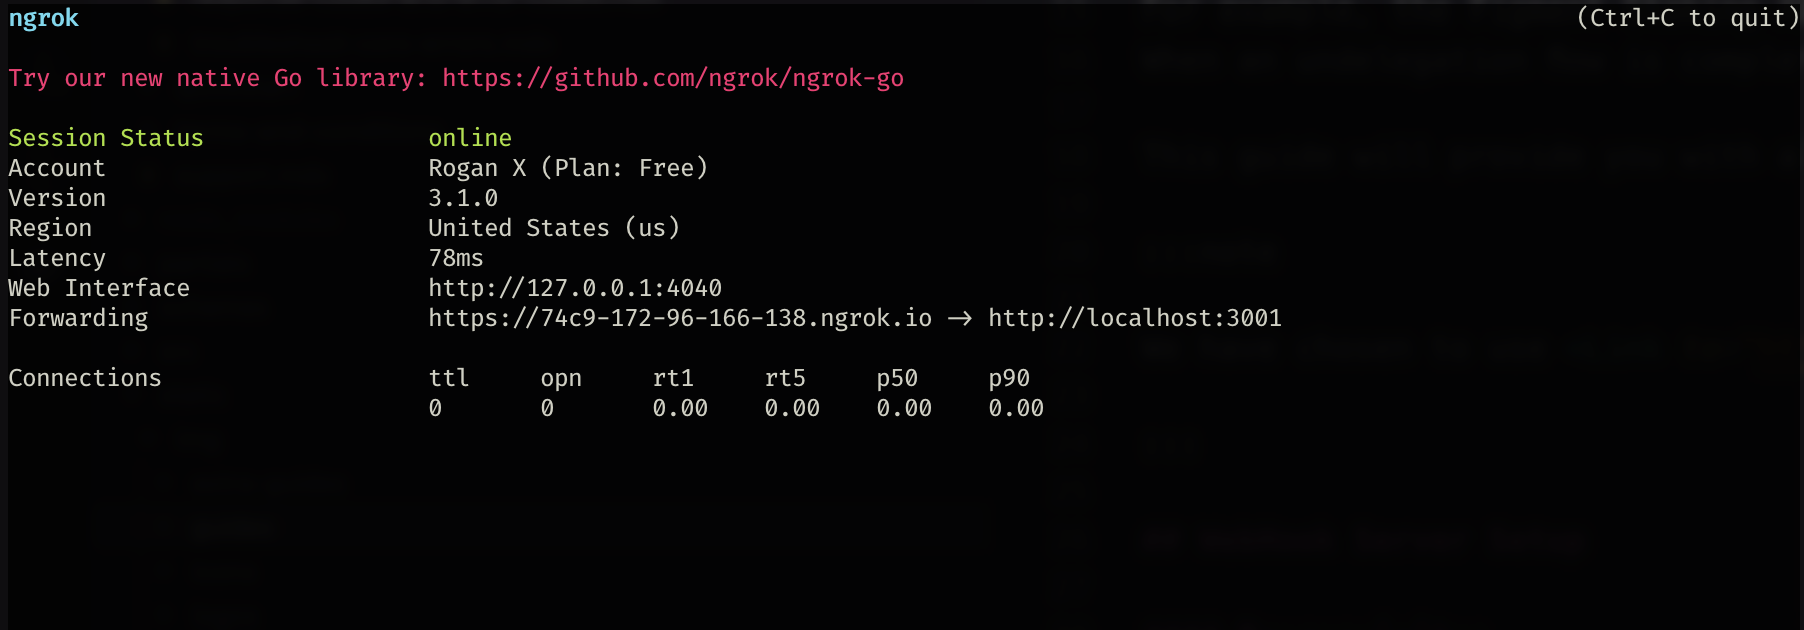 ngrok (Ctrl+C to quit)
Try our new native Go library: https://github.com/ngrok/ngrok-go
Session Status online
Account Rogan X (Plan: Free)
Version 3.1.0
Region United States (us)
Latency 78ms
Web Interface http://127.0.0.1:4040
Forwarding https://74c9-172-96-166-138.ngrok.io -> http://localhost:3001
Connections ttl opn rt1 rt5 p50 p90
0 0 0.00 0.00 0.00 0.00